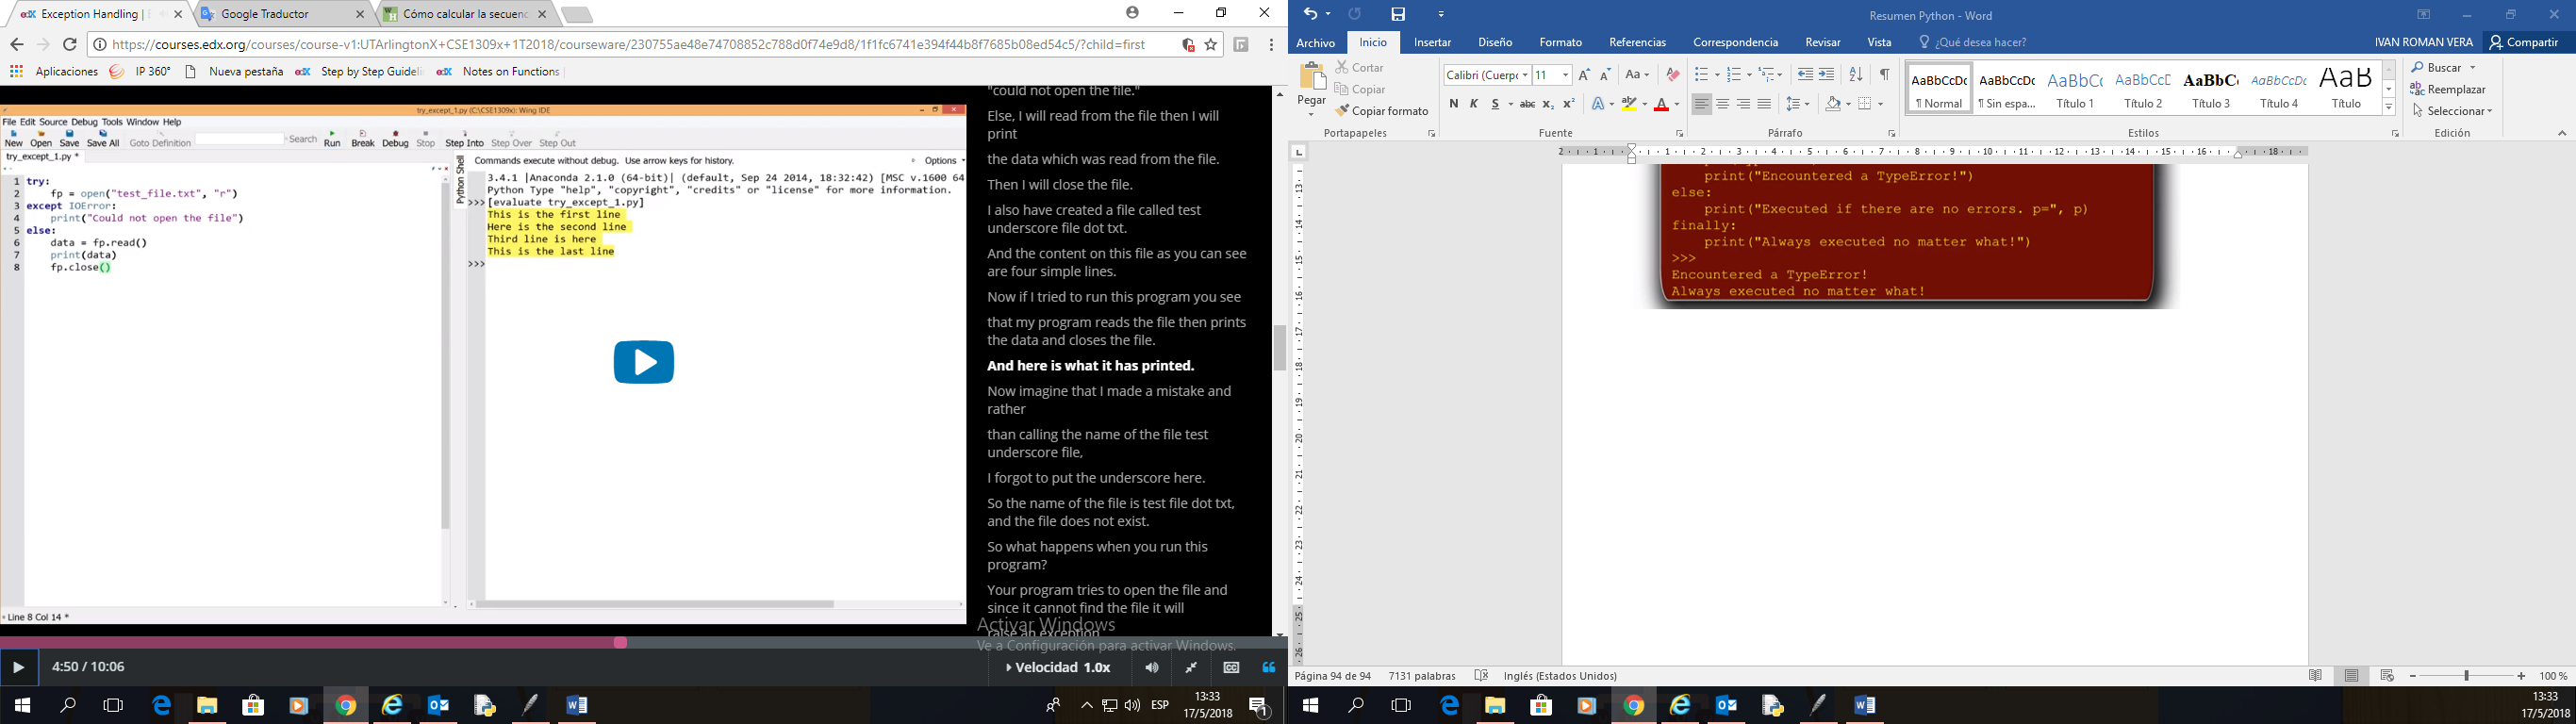 Exception Handling |
Google Traductor
Cómo calcular la secuenc
https://courses.edx.org/courses/course-v1:UTArlingtonX+CSE1309x+1T2018/courseware/230755ae48e74708852c788d0f74e9d8/1f1fc6741e394f44b8f7685b08ed54c5/?child=first
Aplicaciones IP 360° Nueva pestaña Step by Step Guideli Notes on Functions
try_except_1.py (C:\CSE1309x): Wing IDE
File Edit Source Debug Tools Window Help
New Open Save Save All Goto Definition Search Run Break Debug Stop Step Into Step Over Step Out
try_except_1.py *
1 try:
2 fp = open("test_file.txt", "r")
3 except IOError:
4 print("Could not open the file")
5 else:
6 data = fp.read()
7 print(data)
8 fp.close()
Line 8 Col 14 *
Python Shell
Commands execute without debug. Use arrow keys for history.
Options
3.4.1 |Anaconda 2.1.0 (64-bit)| (default, Sep 24 2014, 18:32:42) [MSC v.1600 64
Python Type "help", "copyright", "credits" or "license" for more information.
>>> [evaluate try_except_1.py]
This is the first line
Here is the second line
Third line is here
This is the last line
>>>
"could not open the file."
Else, I will read from the file then I will
print
the data which was read from the file.
Then I will close the file.
I also have created a file called test
underscore file dot txt.
And the content on this file as you can see
are four simple lines.
Now if I tried to run this program you see
that my program reads the file then prints
the data and closes the file.
And here is what it has printed.
Now imagine that I made a mistake and
rather
than calling the name of the file test
underscore file,
I forgot to put the underscore here.
So the name of the file is test file dot txt,
and the file does not exist.
So what happens when you run this
program?
Your program tries to open the file and
since it cannot find the file it will
raise an exception
Activar Windows
Ve a Configuración para activar Windows.
4:50 / 10:06
Velocidad 1.0x
ESP
13:33
17/5/2018
1
Resumen Python - Word
Archivo Inicio Insertar Diseño Formato Referencias Correspondencia Revisar Vista ¿Qué desea hacer? IVAN ROMAN VERA Compartir
Pegar
Cortar
Copiar
Copiar formato
Portapapeles
Calibri (Cuerpo 11
N K S abc x₂ x²
Fuente
Párrafo
AaBbCcDc AaBbCcDc AaBbCc AaBbCcD AaBbC AaBbCcDc AaB
¶ Normal ¶ Sin espa... Título 1 Título 2 Título 3 Título 4 Título
Estilos
Buscar
Reemplazar
Seleccionar
Edición
print("Encountered a TypeError!")
else:
print("Executed if there are no errors. p=", p)
finally:
print("Always executed no matter what!")
>>>
Encountered a TypeError!
Always executed no matter what!
Página 94 de 94 7131 palabras Inglés (Estados Unidos) 100 %
13:33
17/5/2018